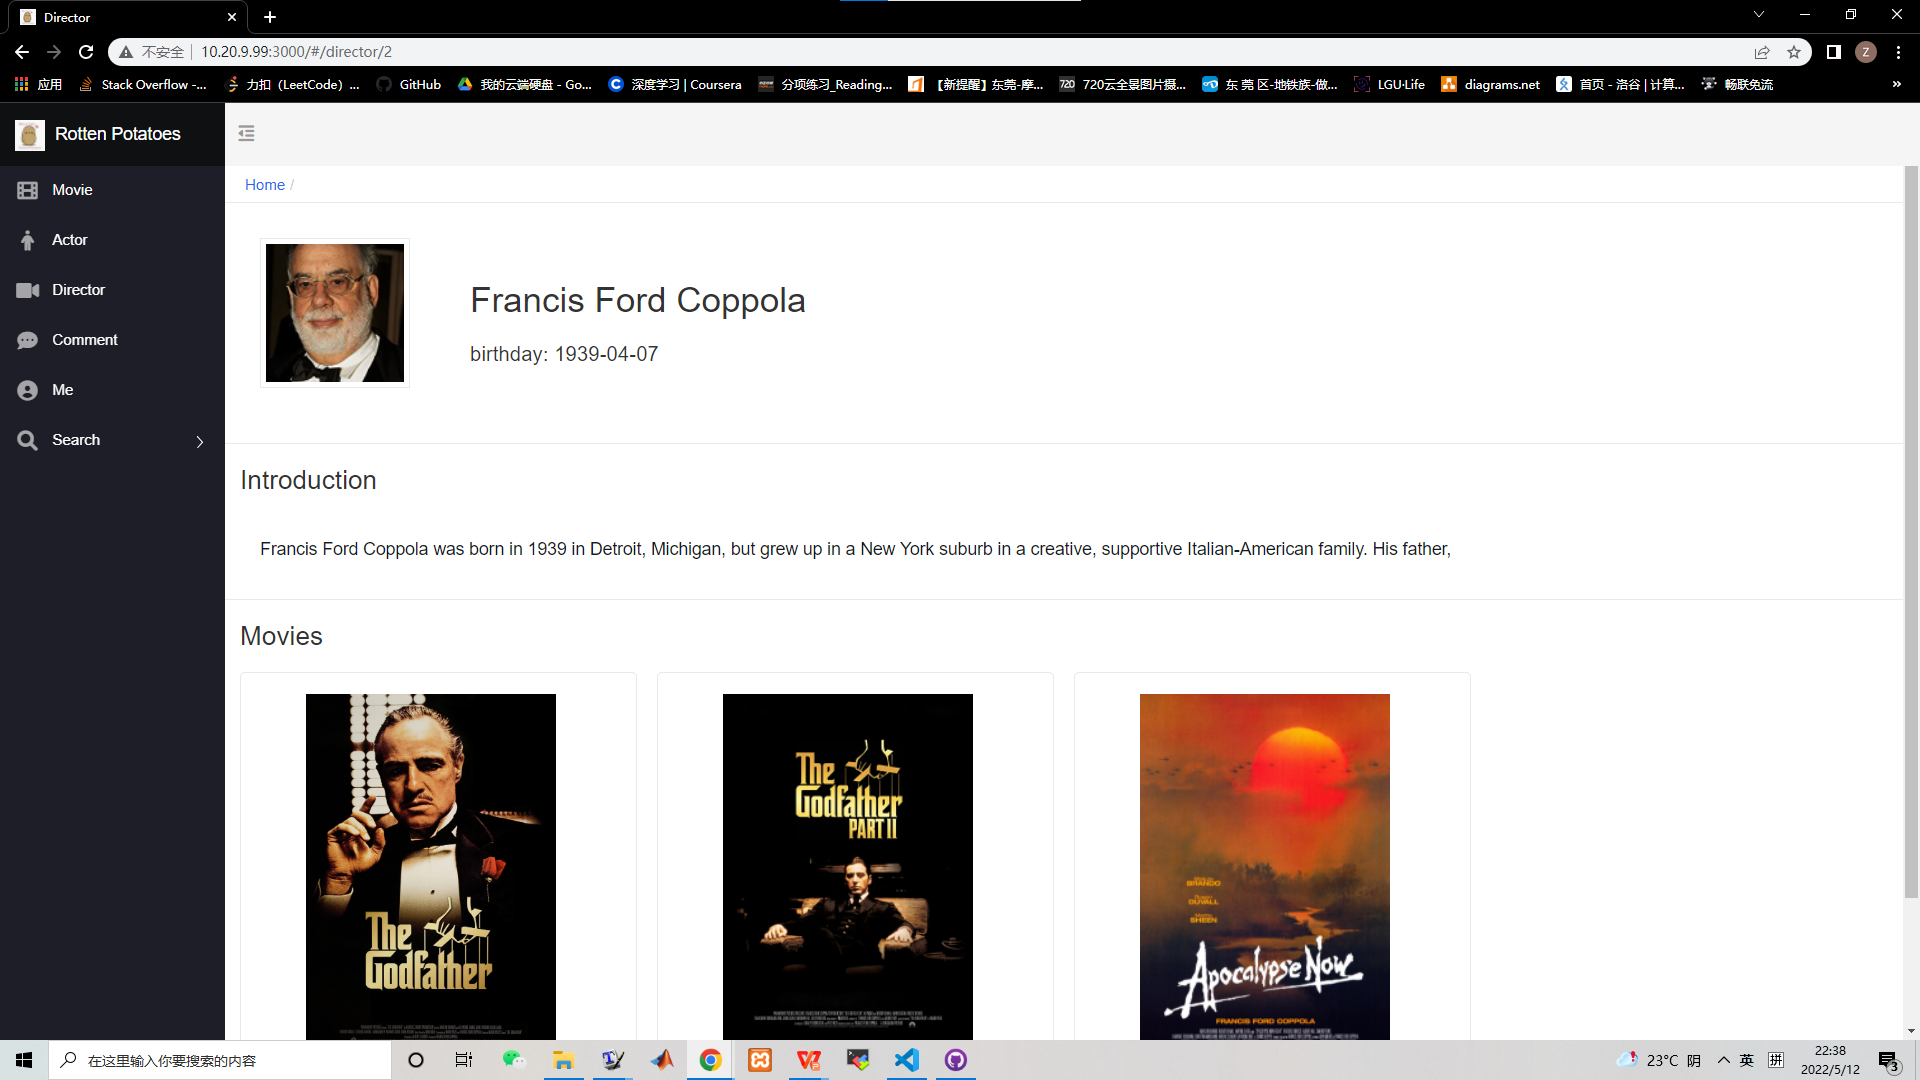 Director
不安全 10.20.9.99:3000/#/director/2
应用 Stack Overflow -... 力扣（LeetCode）... GitHub 我的云端硬盘 - Go... 深度学习 | Coursera 分项练习_Reading... 【新提醒】东莞-摩... 720云全景图片摄... 东 莞 区-地铁族-做... LGU·Life diagrams.net 首页 - 洛谷 | 计算... 畅联免流 »
Rotten Potatoes
Movie
Actor
Director
Comment
Me
Search
Home /
Francis Ford Coppola
birthday: 1939-04-07
Introduction
Francis Ford Coppola was born in 1939 in Detroit, Michigan, but grew up in a New York suburb in a creative, supportive Italian-American family. His father,
Movies
The
Godfather
The
Godfather
PART II
BRANDO
DUVALL
SHEEN
Apocalypse Now
FRANCIS FORD COPPOLA
在这里输入你要搜索的内容
23°C 阴
英
拼
22:38
2022/5/12
3